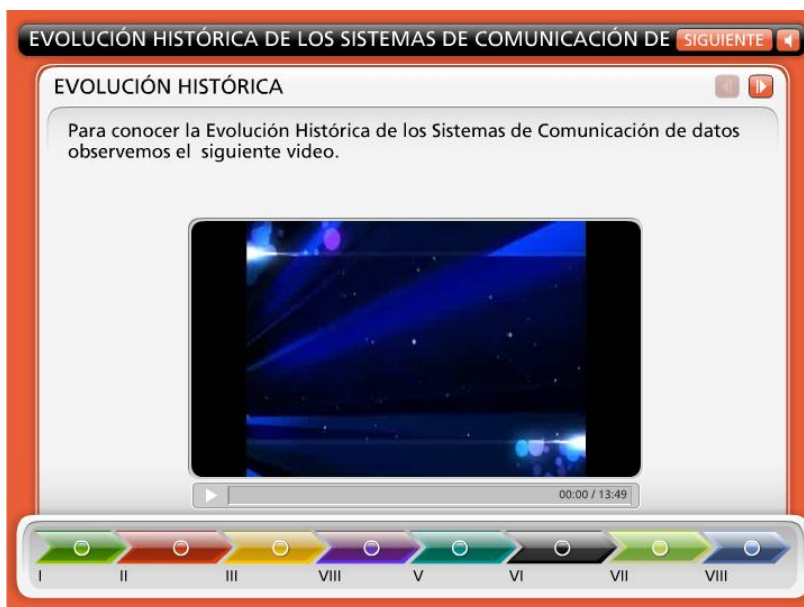 EVOLUCIÓN HISTÓRICA DE LOS SISTEMAS DE COMUNICACIÓN DE SIGUIENTE
EVOLUCIÓN HISTÓRICA
Para conocer la Evolución Histórica de los Sistemas de Comunicación de datos
observemos el siguiente video.
00:00 / 13:49
I II III VIII V VI VII VIII